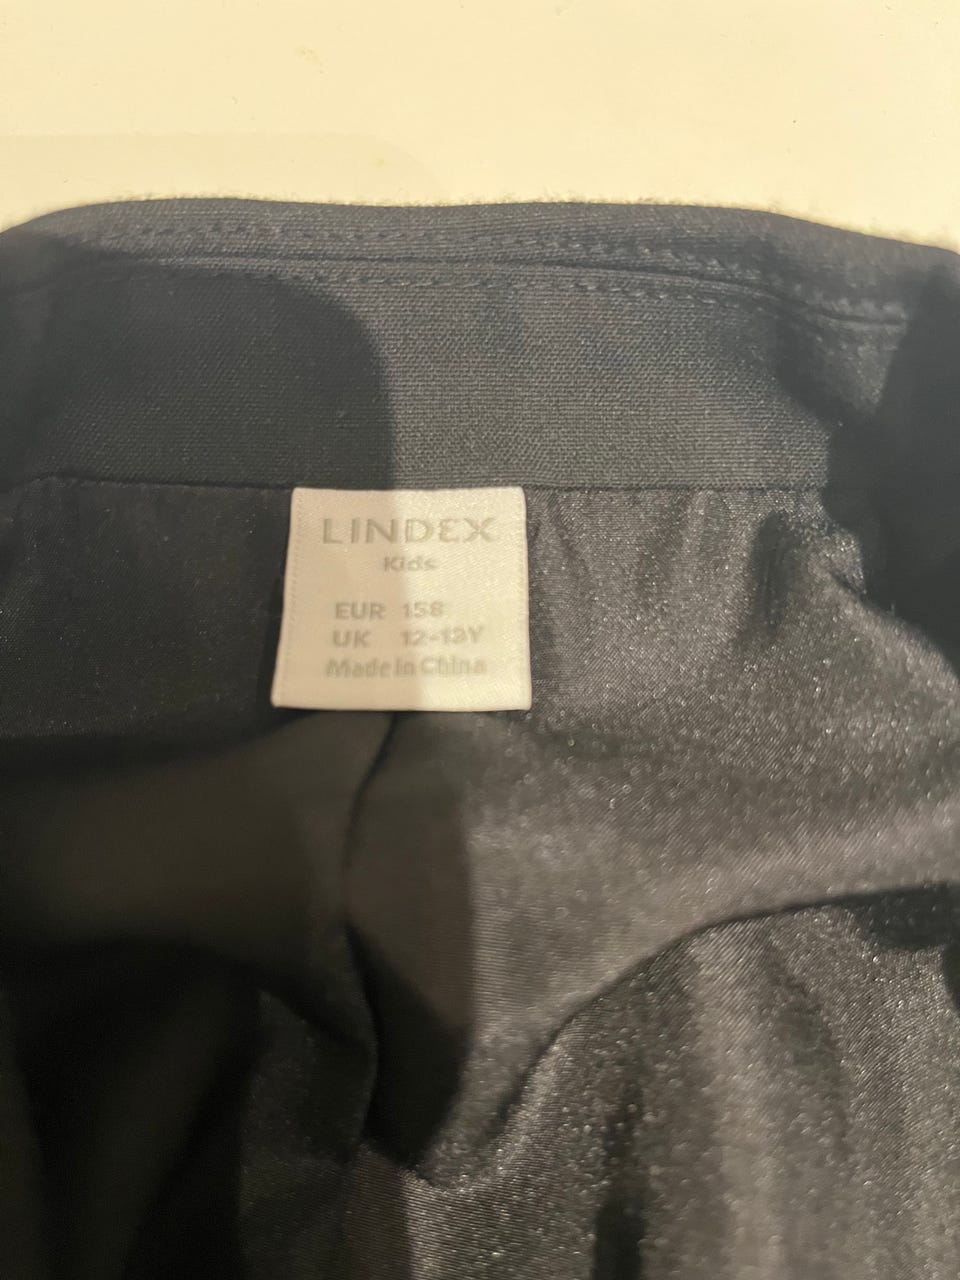 LINDEX
Kids
EUR 158
UK 12-13Y
Made in China